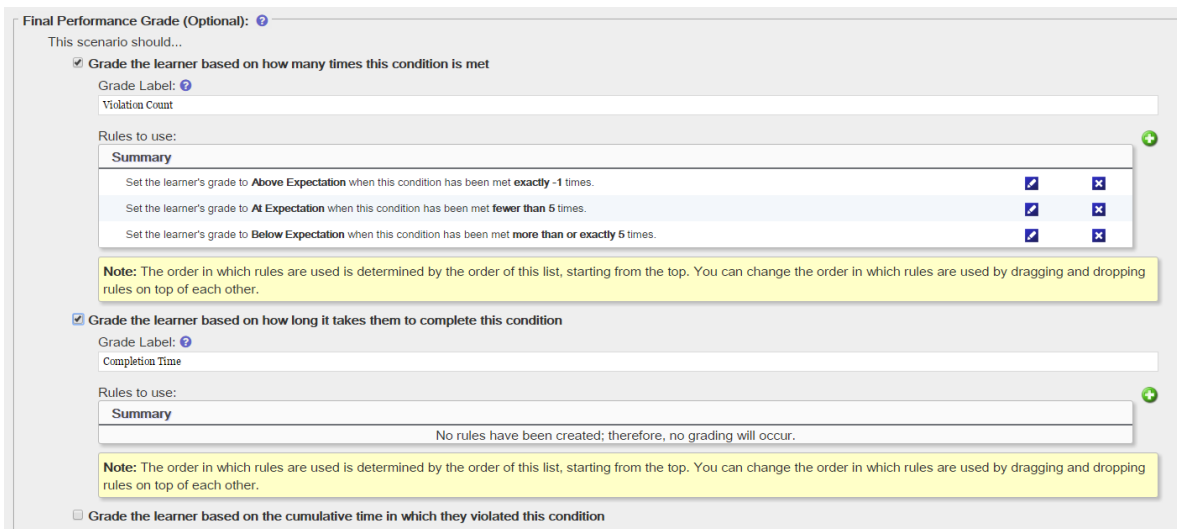 Final Performance Grade (Optional):
This scenario should...
Grade the learner based on how many times this condition is met
Grade Label:
Violation Count
Rules to use:
Summary
Set the learner's grade to Above Expectation when this condition has been met exactly -1 times.
Set the learner's grade to At Expectation when this condition has been met fewer than 5 times.
Set the learner's grade to Below Expectation when this condition has been met more than or exactly 5 times.
Note: The order in which rules are used is determined by the order of this list, starting from the top. You can change the order in which rules are used by dragging and dropping
rules on top of each other.
Grade the learner based on how long it takes them to complete this condition
Grade Label:
Completion Time
Rules to use:
Summary
No rules have been created; therefore, no grading will occur.
Note: The order in which rules are used is determined by the order of this list, starting from the top. You can change the order in which rules are used by dragging and dropping
rules on top of each other.
Grade the learner based on the cumulative time in which they violated this condition